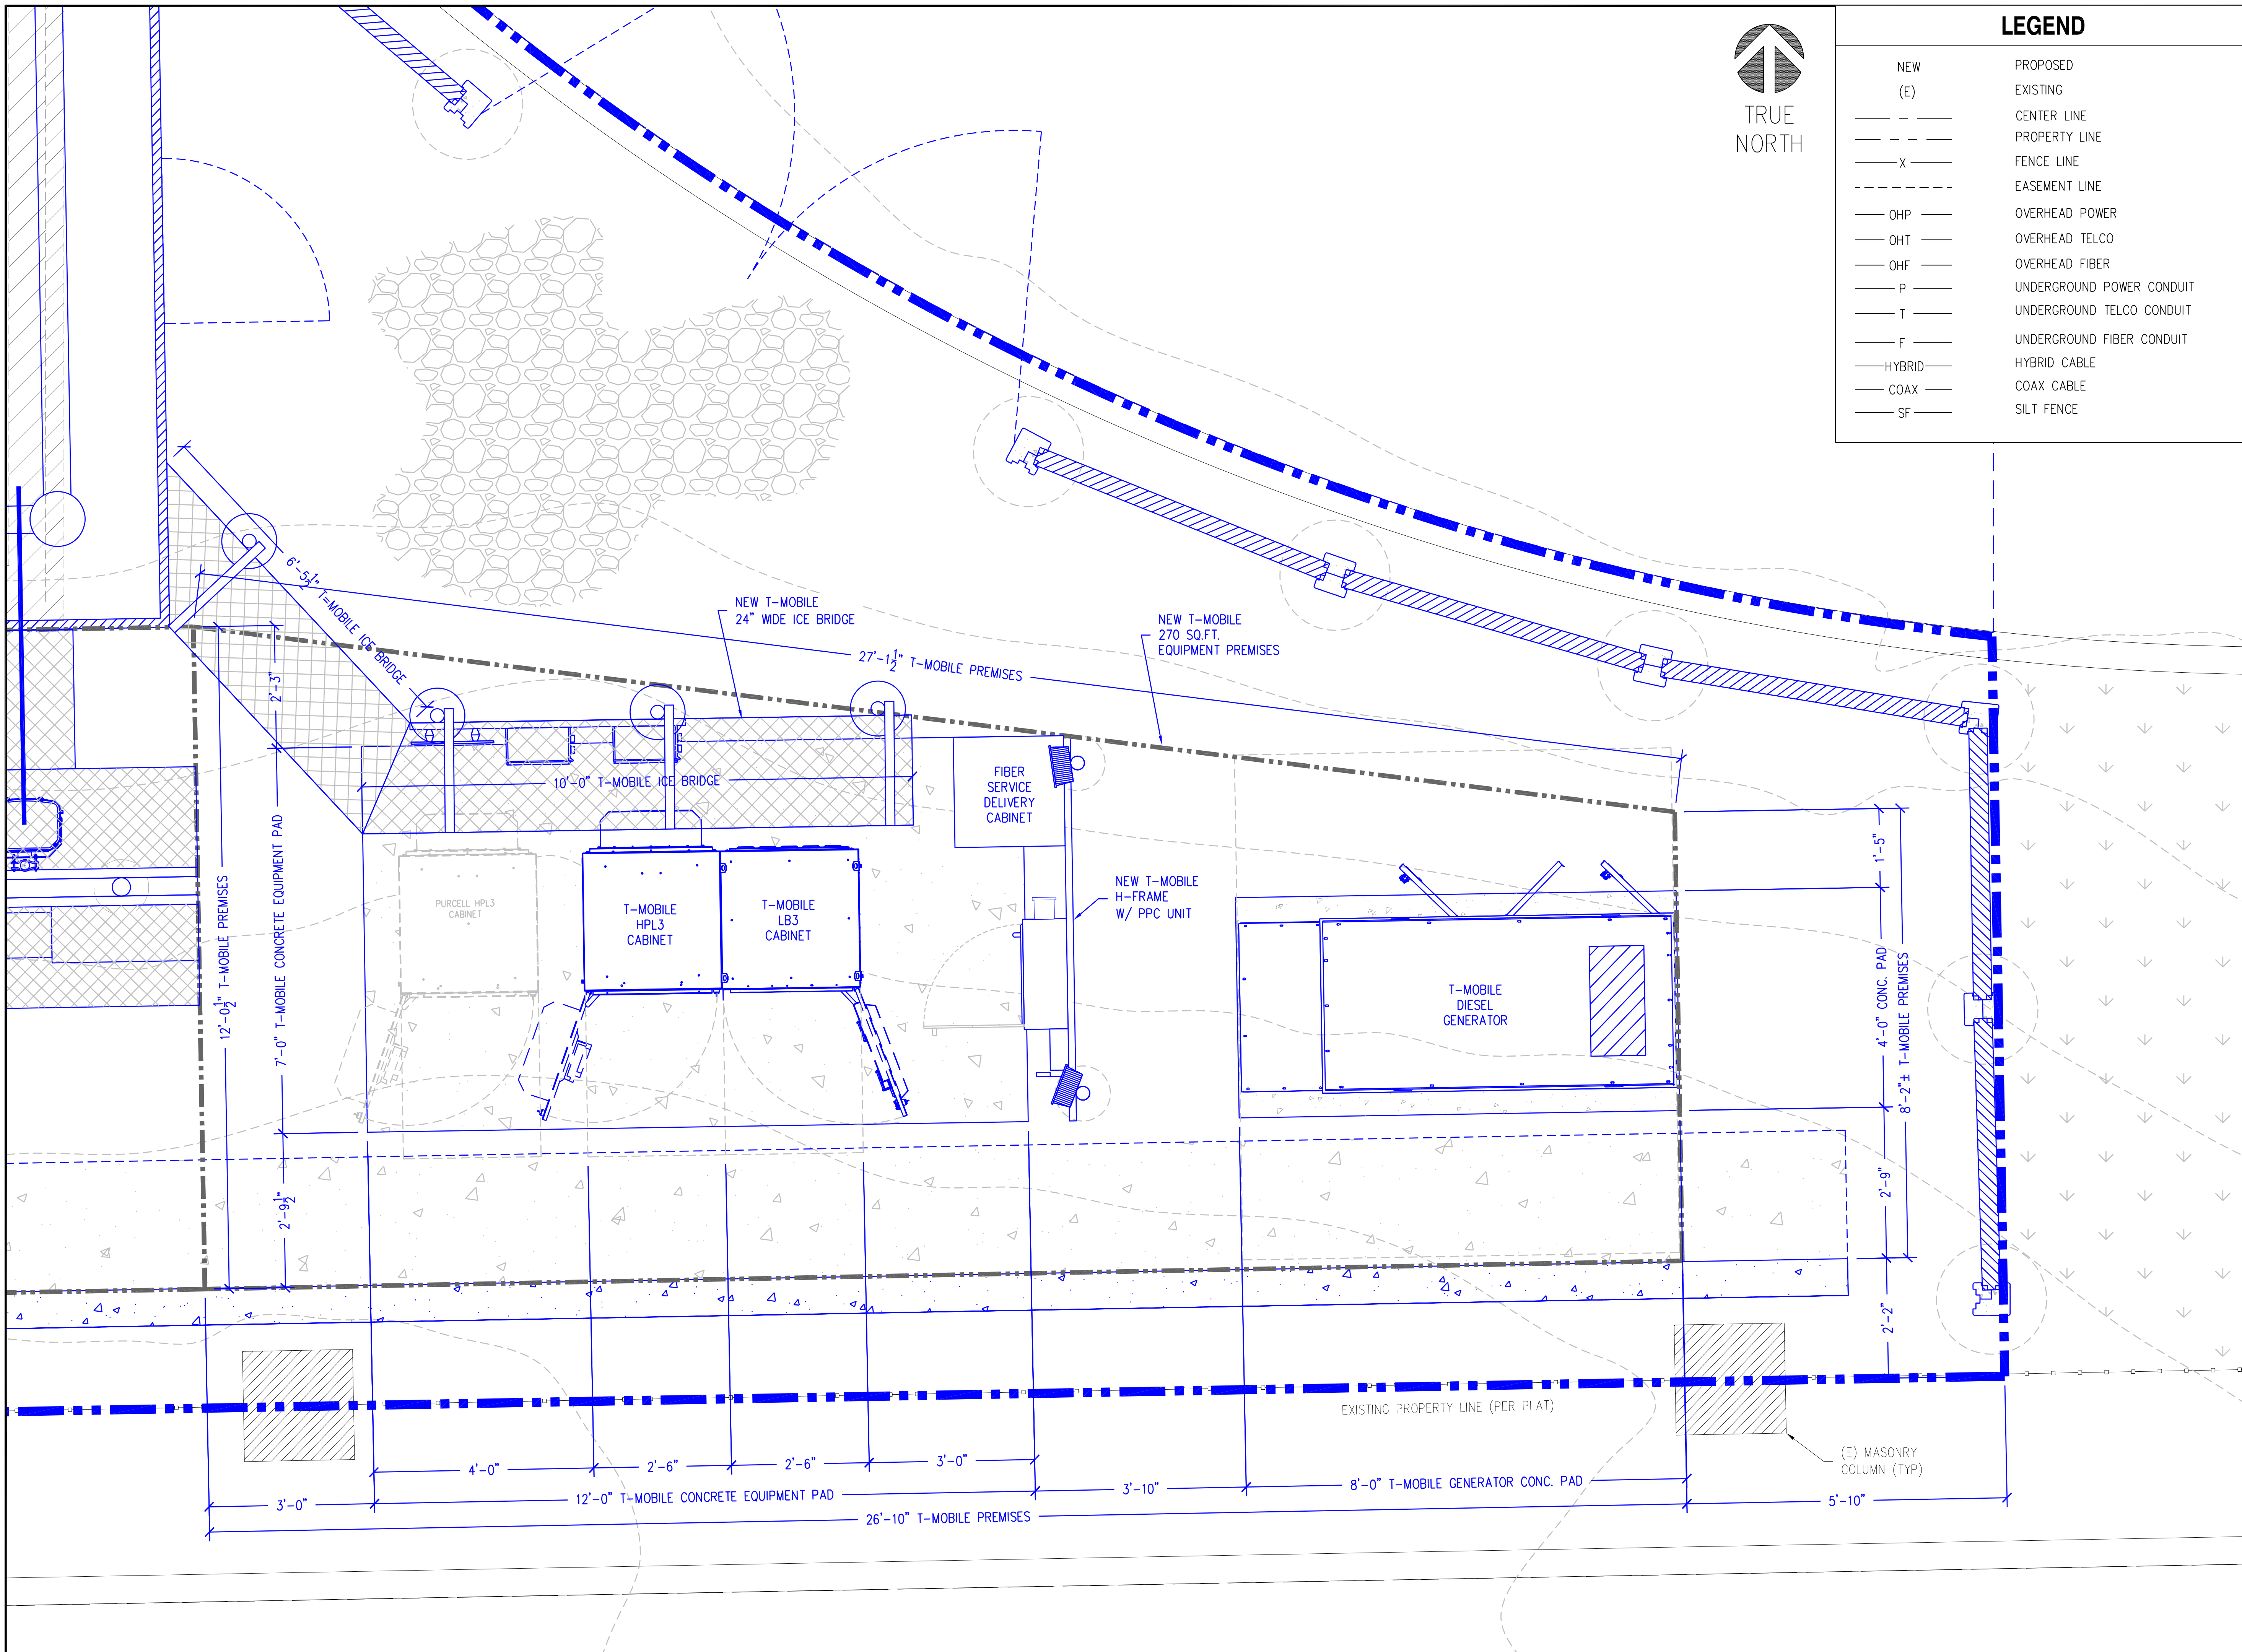 LEGEND
NEW PROPOSED
(E) EXISTING
CENTER LINE
PROPERTY LINE
X FENCE LINE
EASEMENT LINE
OHP OVERHEAD POWER
OHT OVERHEAD TELCO
OHF OVERHEAD FIBER
P UNDERGROUND POWER CONDUIT
T UNDERGROUND TELCO CONDUIT
F UNDERGROUND FIBER CONDUIT
HYBRID HYBRID CABLE
COAX COAX CABLE
SF SILT FENCE
TRUE
NORTH
6'-5 1/2" T=MOBILE ICE BRIDGE
NEW T-MOBILE
24" WIDE ICE BRIDGE
27'-1 1/2" T-MOBILE PREMISES
NEW T-MOBILE
270 SQ.FT.
EQUIPMENT PREMISES
2'-3"
10'-0" T-MOBILE ICE BRIDGE
FIBER
SERVICE
DELIVERY
CABINET
12'-0 1/2" T-MOBILE PREMISES
7'-0" T-MOBILE CONCRETE EQUIPMENT PAD
2'-9 1/2"
PURCELL HPL3
CABINET
T-MOBILE
HPL3
CABINET
T-MOBILE
LB3
CABINET
NEW T-MOBILE
H-FRAME
W/ PPC UNIT
T-MOBILE
DIESEL
GENERATOR
1'-5"
4'-0" CONC. PAD
8'-2"± T-MOBILE PREMISES
2'-9"
2'-2"
EXISTING PROPERTY LINE (PER PLAT)
(E) MASONRY
COLUMN (TYP)
4'-0"
2'-6"
2'-6"
3'-0"
3'-0"
12'-0" T-MOBILE CONCRETE EQUIPMENT PAD
3'-10"
8'-0" T-MOBILE GENERATOR CONC. PAD
5'-10"
26'-10" T-MOBILE PREMISES